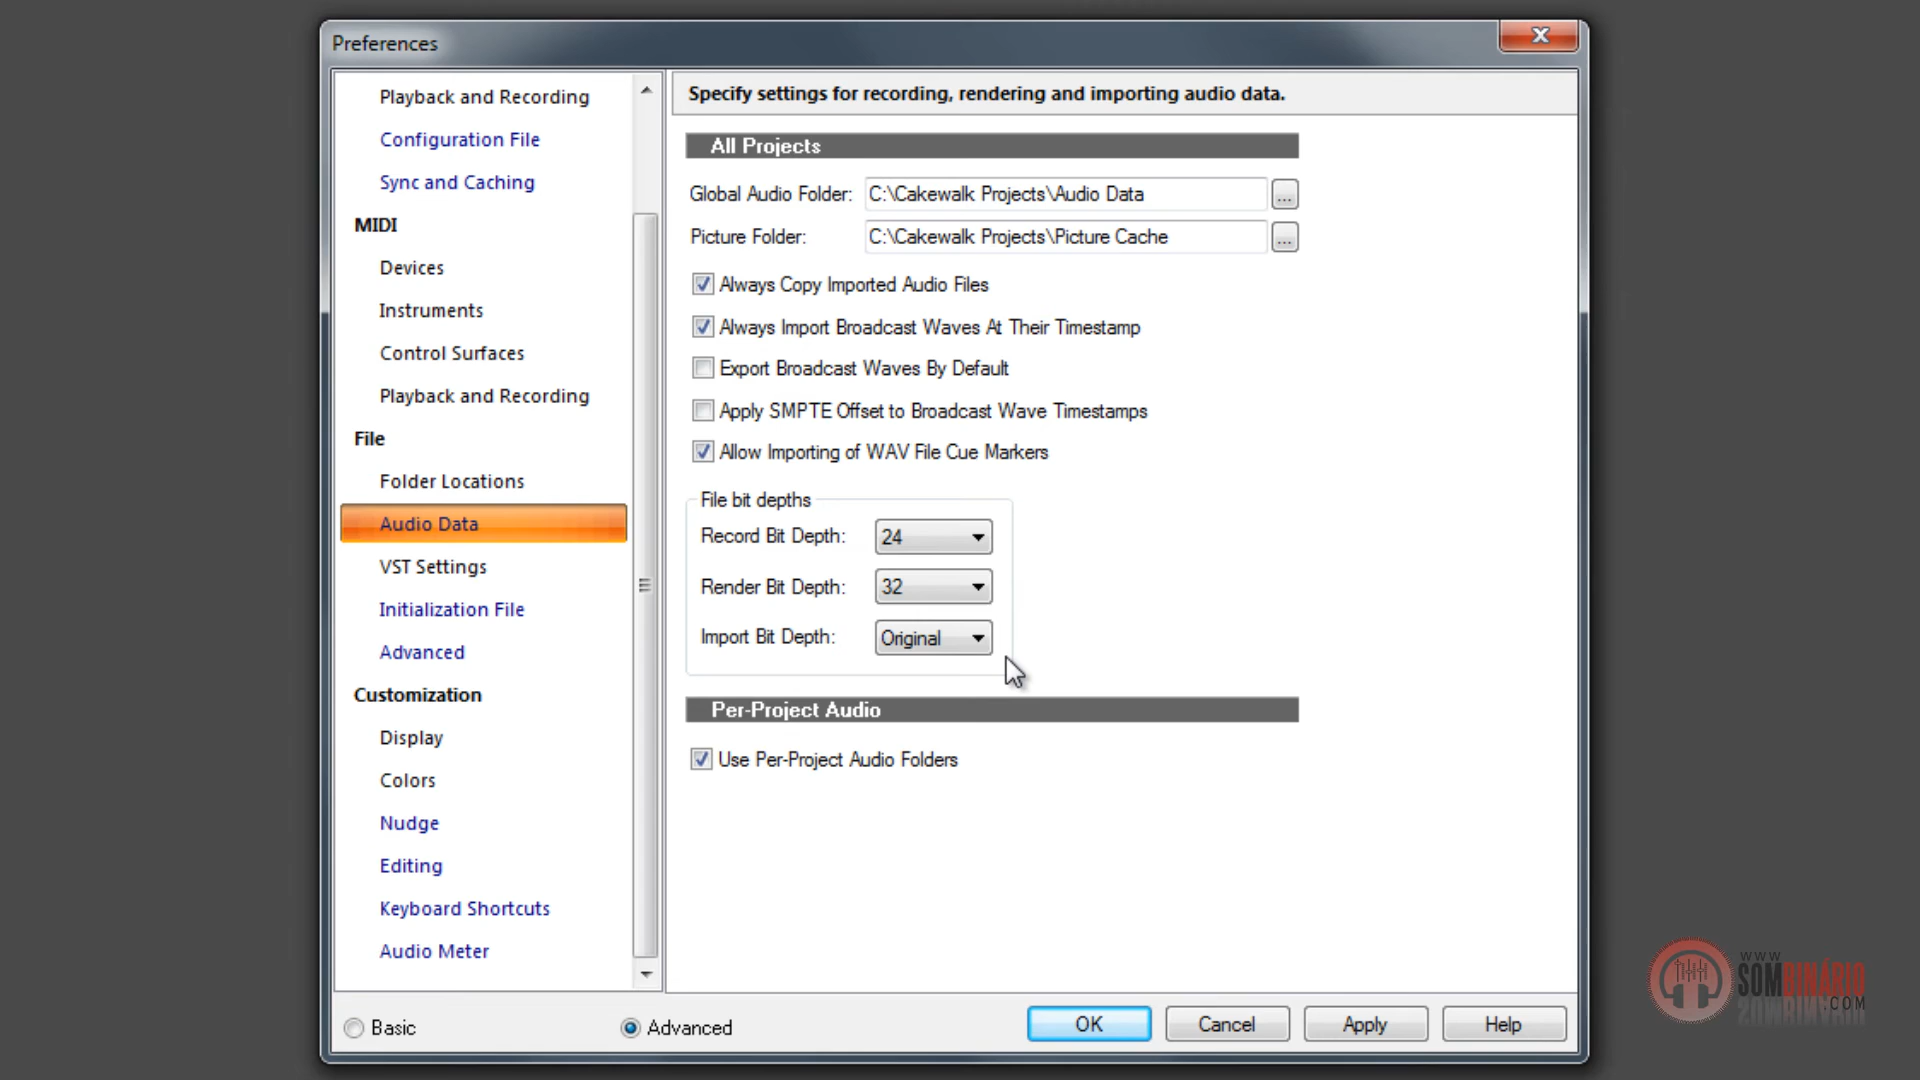 Preferences
Playback and Recording
Configuration File
Sync and Caching
MIDI
Devices
Instruments
Control Surfaces
Playback and Recording
File
Folder Locations
Audio Data
VST Settings
Initialization File
Advanced
Customization
Display
Colors
Nudge
Editing
Keyboard Shortcuts
Audio Meter
Basic
Advanced
Specify settings for recording, rendering and importing audio data.
All Projects
Global Audio Folder: C:\Cakewalk Projects\Audio Data ...
Picture Folder: C:\Cakewalk Projects\Picture Cache ...
Always Copy Imported Audio Files
Always Import Broadcast Waves At Their Timestamp
Export Broadcast Waves By Default
Apply SMPTE Offset to Broadcast Wave Timestamps
Allow Importing of WAV File Cue Markers
File bit depths
Record Bit Depth: 24
Render Bit Depth: 32
Import Bit Depth: Original
Per-Project Audio
Use Per-Project Audio Folders
OK Cancel Apply Help
WWW
SOMDINÁRIO
.COM